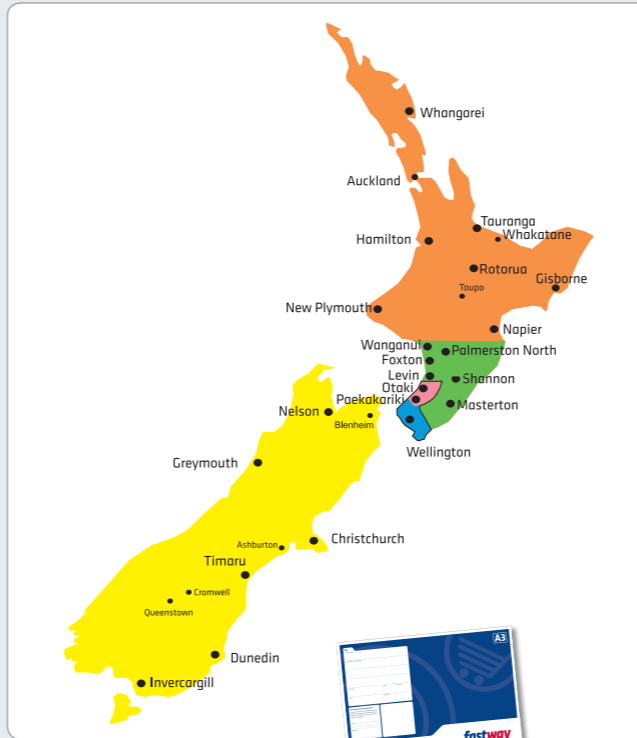 Whangarei
Auckland
Tauranga
Whakatane
Hamilton
Rotorua
Gisborne
Taupo
New Plymouth
Napier
Wanganui
Palmerston North
Foxton
Levin
Shannon
Otaki
Paekakariki
Masterton
Nelson
Blenheim
Wellington
Greymouth
Christchurch
Ashburton
Timaru
Cromwell
Queenstown
Dunedin
Invercargill
A3
fastway